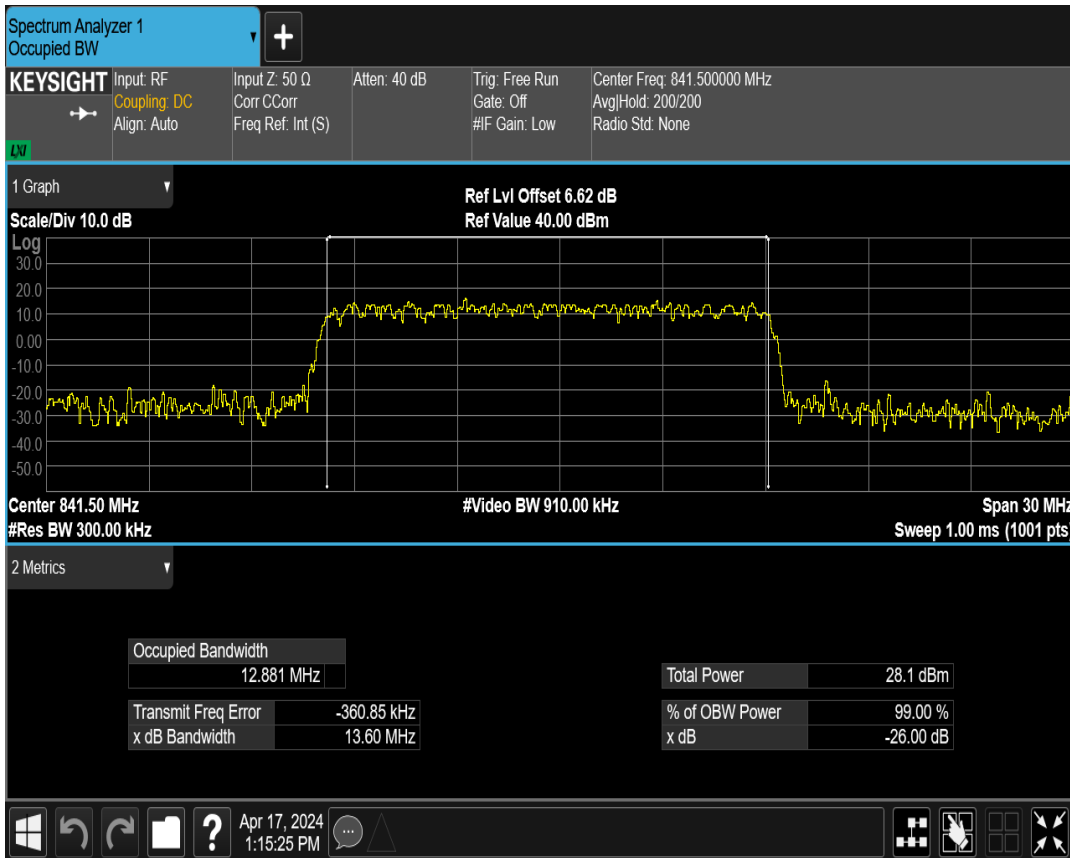 Spectrum Analyzer 1
Occupied BW
+
KEYSIGHT
LXI
Input: RF
Coupling: DC
Align: Auto
Input Z: 50 Ω
Corr CCorr
Freq Ref: Int (S)
Atten: 40 dB
Trig: Free Run
Gate: Off
#IF Gain: Low
Center Freq: 841.500000 MHz
Avg|Hold: 200/200
Radio Std: None
1 Graph
Scale/Div 10.0 dB
Ref Lvl Offset 6.62 dB
Ref Value 40.00 dBm
Log
30.0
20.0
10.0
0.00
-10.0
-20.0
-30.0
-40.0
-50.0
Center 841.50 MHz
#Video BW 910.00 kHz
Span 30 MHz
#Res BW 300.00 kHz
Sweep 1.00 ms (1001 pts)
2 Metrics
Occupied Bandwidth
12.881 MHz
Total Power 28.1 dBm
Transmit Freq Error -360.85 kHz
% of OBW Power 99.00 %
x dB Bandwidth 13.60 MHz
x dB -26.00 dB
?
Apr 17, 2024
1:15:25 PM